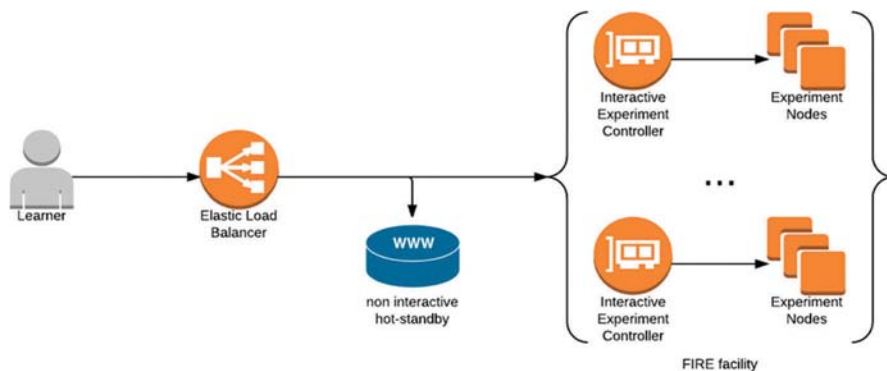 Learner
Elastic Load
Balancer
WWW
non interactive
hot-standby
Interactive
Experiment
Controller
Experiment
Nodes
...
Interactive
Experiment
Controller
Experiment
Nodes
FIRE facility